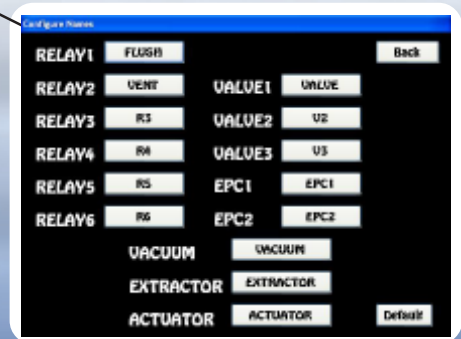 Configure Names
RELAY1 FLUSH Back
RELAY2 VENT VALVE1 VALVE
RELAY3 R3 VALVE2 V2
RELAY4 R4 VALVE3 V3
RELAY5 R5 EPC1 EPC1
RELAY6 R6 EPC2 EPC2
VACUUM VACUUM
EXTRACTOR EXTRACTOR
ACTUATOR ACTUATOR Default